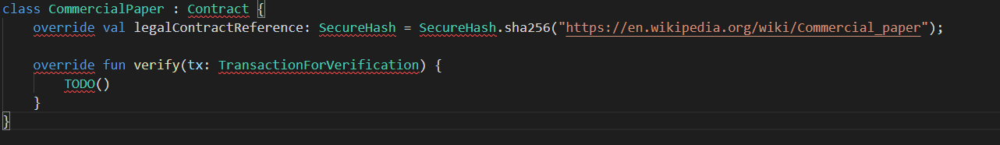 class CommercialPaper : Contract {
    override val legalContractReference: SecureHash = SecureHash.sha256("https://en.wikipedia.org/wiki/Commercial_paper");
    override fun verify(tx: TransactionForVerification) {
        TODO()
    }
}